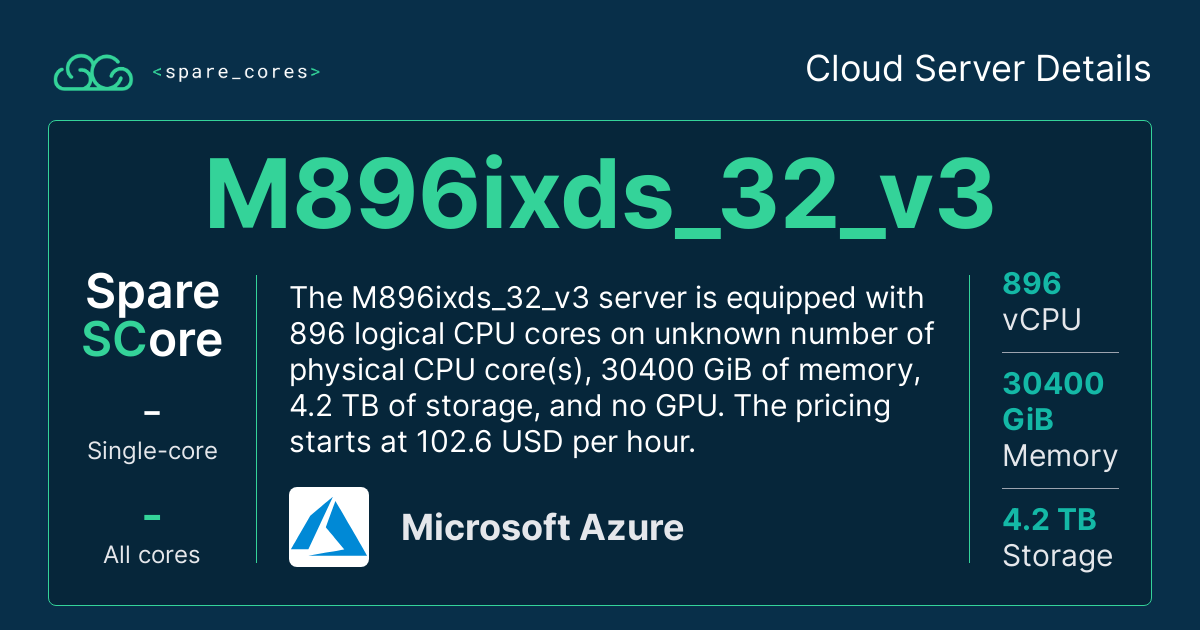 <spare_cores>
Cloud Server Details
M896ixds_32_v3
Spare
SCore
-
Single-core
-
All cores
The M896ixds_32_v3 server is equipped with
896 logical CPU cores on unknown number of
physical CPU core(s), 30400 GiB of memory,
4.2 TB of storage, and no GPU. The pricing
starts at 102.6 USD per hour.
Microsoft Azure
896
vCPU
30400
GiB
Memory
4.2 TB
Storage